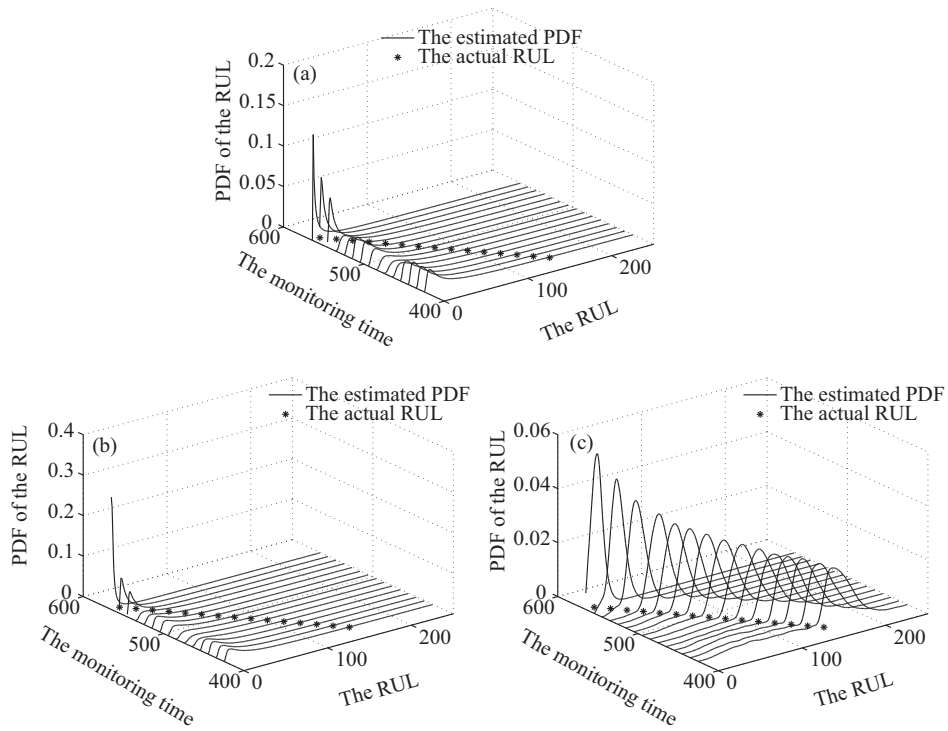 The estimated PDF
The actual RUL
(a)
PDF of the RUL
0.2
0.15
0.1
0.05
0
600
500
400
The monitoring time
0
100
200
The RUL
The estimated PDF
The actual RUL
(b)
PDF of the RUL
0.4
0.3
0.2
0.1
0
600
500
400
The monitoring time
0
100
200
The RUL
The estimated PDF
The actual RUL
(c)
PDF of the RUL
0.06
0.04
0.02
0
600
500
400
The monitoring time
0
100
200
The RUL